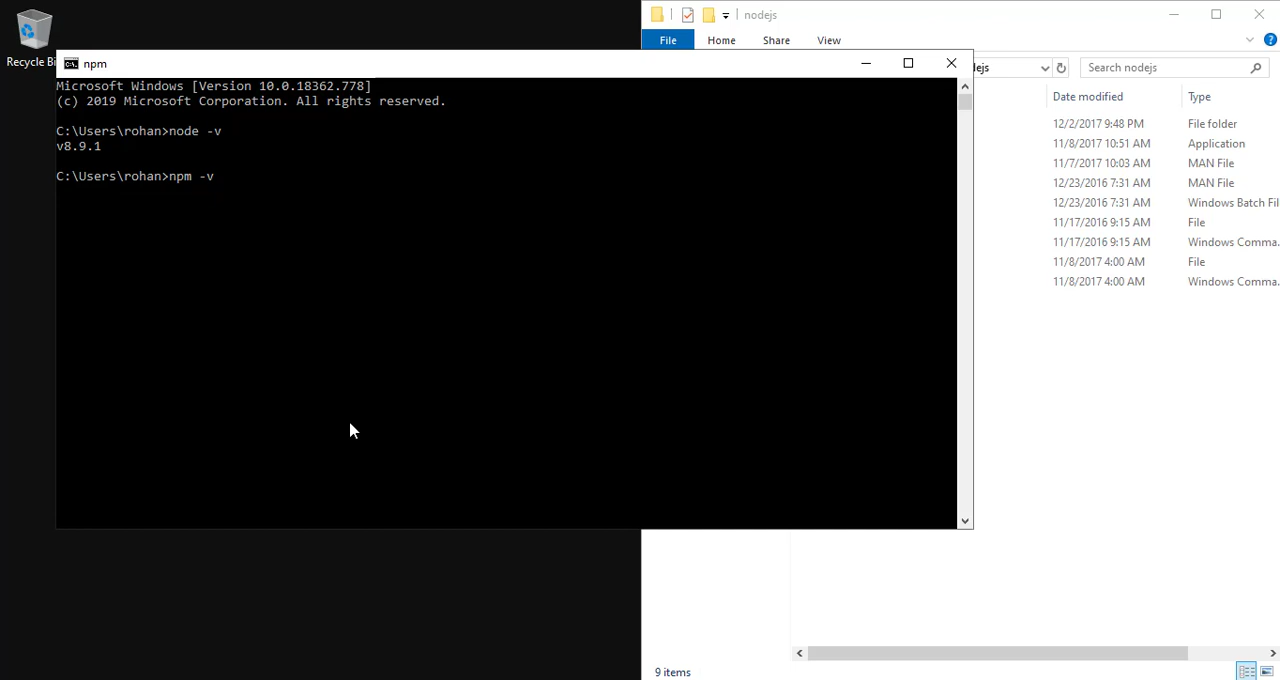 nodejs
File Home Share View
Recycle Bi
npm
dejs
Search nodejs
Microsoft Windows [Version 10.0.18362.778]
(c) 2019 Microsoft Corporation. All rights reserved.
C:\Users\rohan>node -v
v8.9.1
C:\Users\rohan>npm -v
Date modified Type
12/2/2017 9:48 PM File folder
11/8/2017 10:51 AM Application
11/7/2017 10:03 AM MAN File
12/23/2016 7:31 AM MAN File
12/23/2016 7:31 AM Windows Batch Fil
11/17/2016 9:15 AM File
11/17/2016 9:15 AM Windows Comma.
11/8/2017 4:00 AM File
11/8/2017 4:00 AM Windows Comma.
9 items